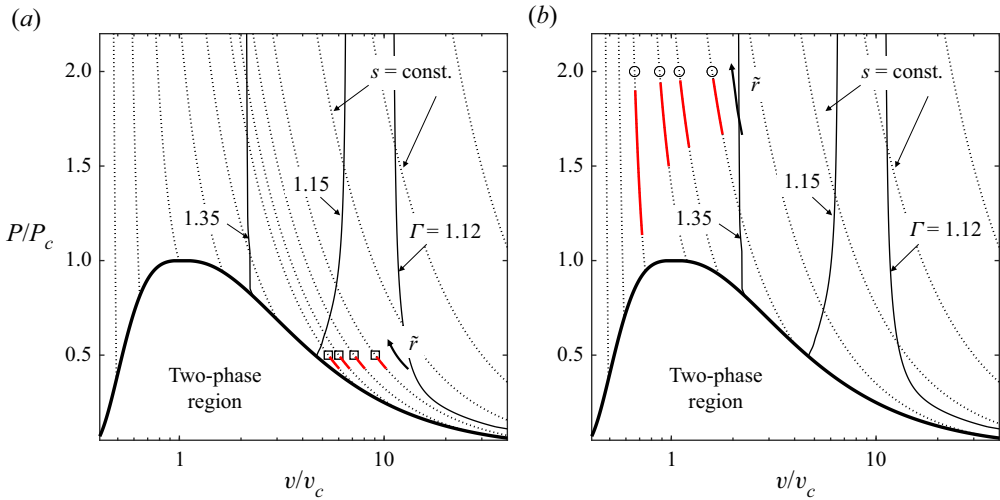 (a)
2.0
1.5
1.0
0.5
P/P_c
s = const.
1.15
1.35
Γ = 1.12
r̃
Two-phase
region
1
10
v/v_c
(b)
2.0
1.5
1.0
0.5
r̃
s = const.
1.15
1.35
Γ = 1.12
Two-phase
region
1
10
v/v_c